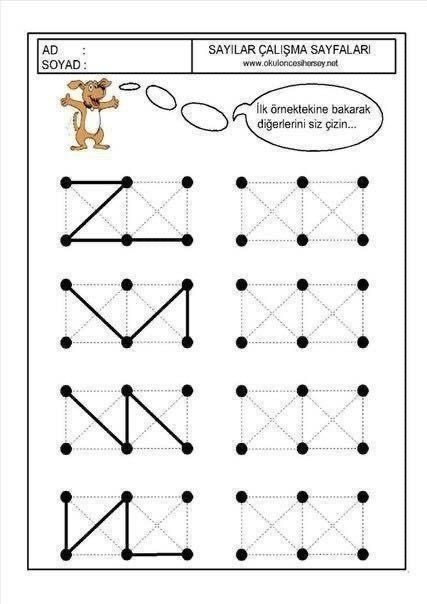 AD :
SOYAD :
SAYILAR ÇALIŞMA SAYFALARI
www.okuloncesihersey.net
İlk örnektekine bakarak
diğerlerini siz çizin...